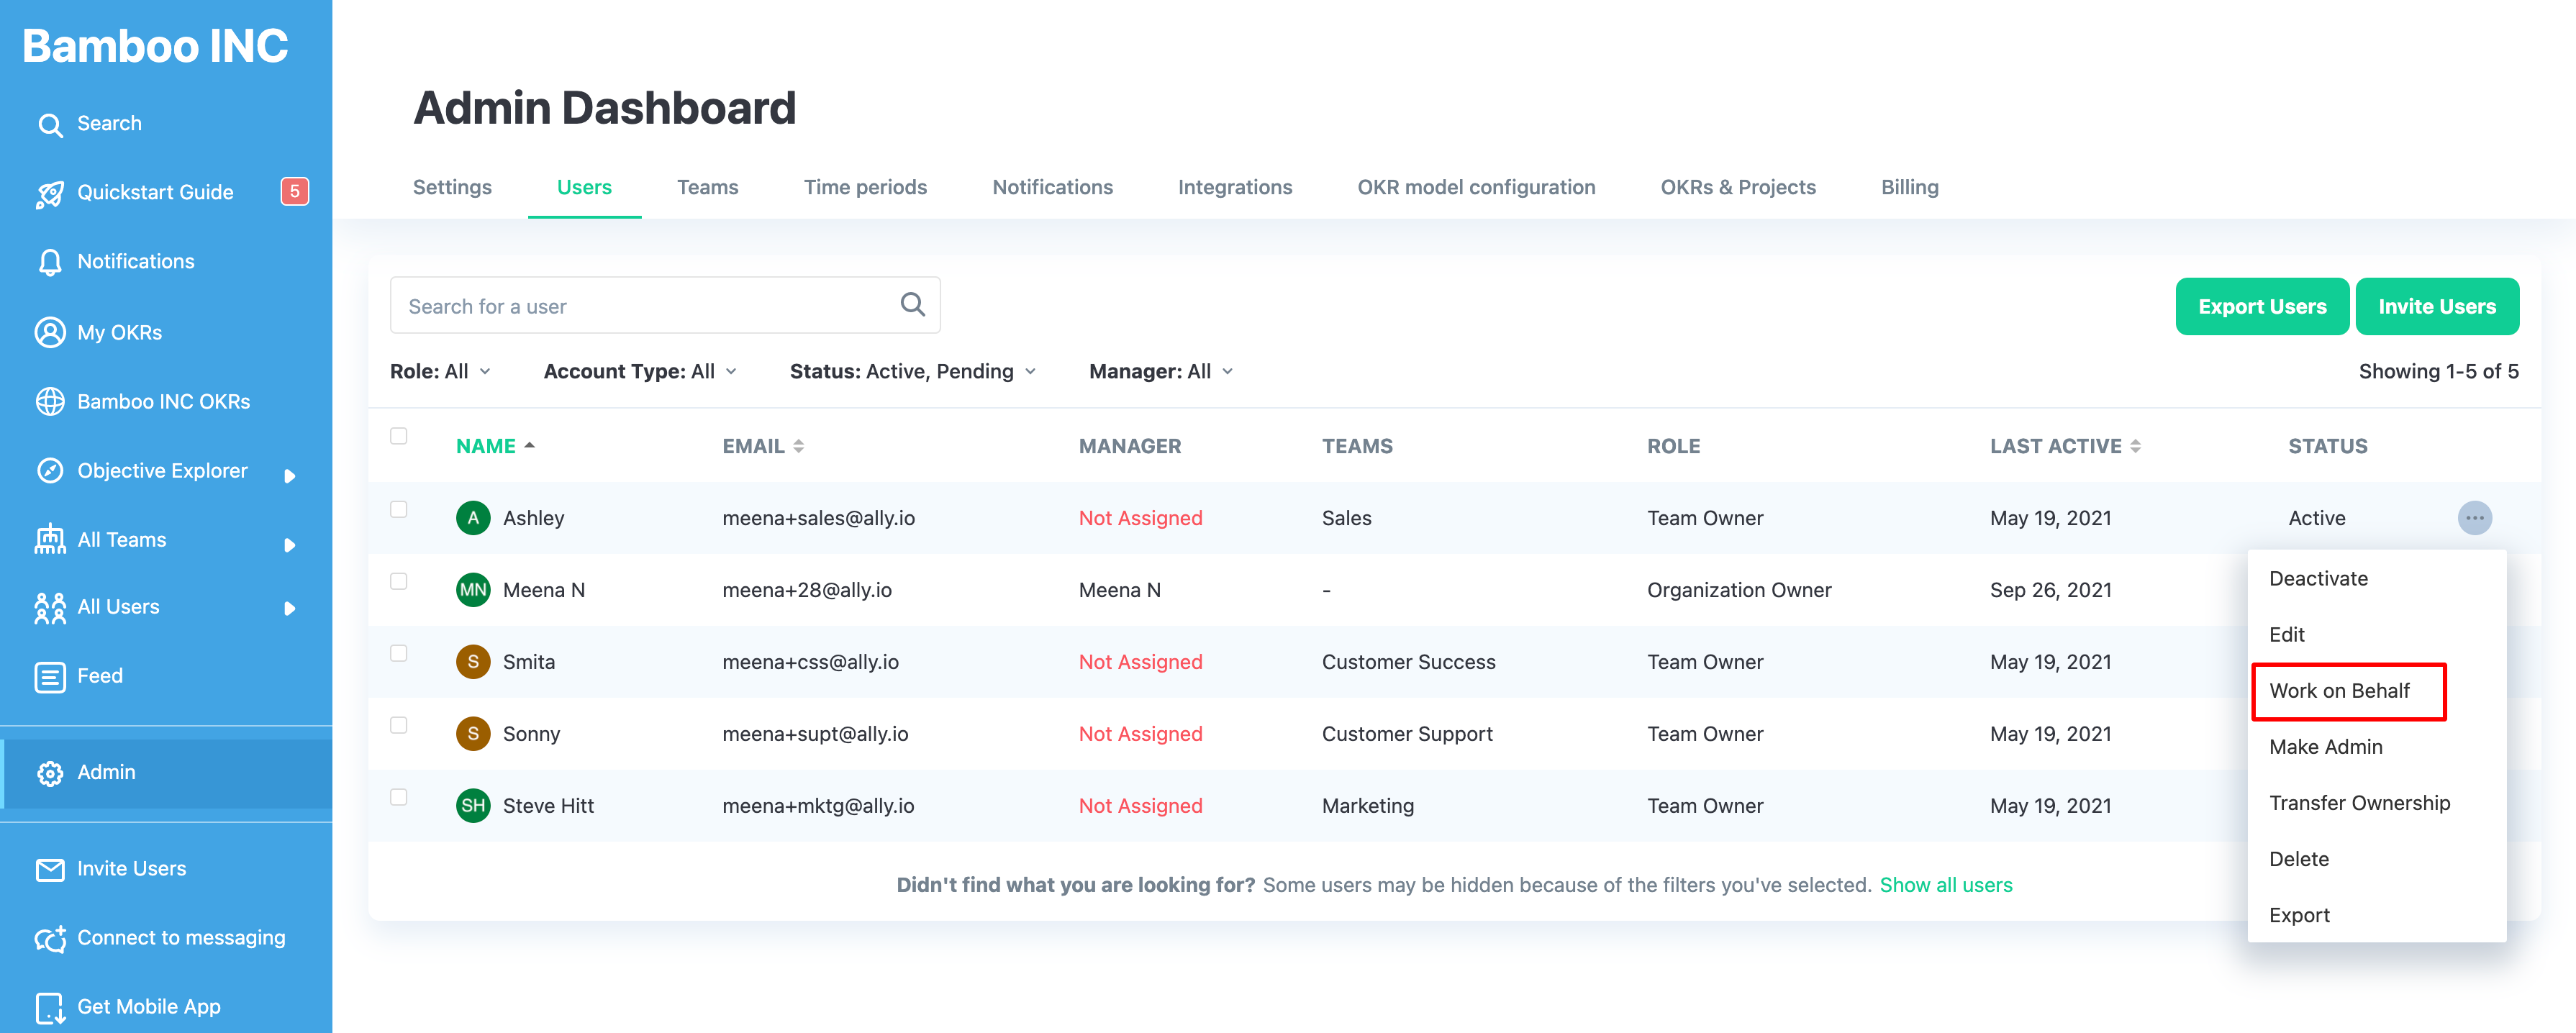 Bamboo INC
Search
Quickstart Guide 5
Notifications
My OKRs
Bamboo INC OKRs
Objective Explorer
All Teams
All Users
Feed
Admin
Invite Users
Connect to messaging
Get Mobile App
Admin Dashboard
Settings Users Teams Time periods Notifications Integrations OKR model configuration OKRs & Projects Billing
Search for a user
Export Users Invite Users
Role: All Account Type: All Status: Active, Pending Manager: All Showing 1-5 of 5
NAME EMAIL MANAGER TEAMS ROLE LAST ACTIVE STATUS
A Ashley meena+sales@ally.io Not Assigned Sales Team Owner May 19, 2021 Active
MN Meena N meena+28@ally.io Meena N - Organization Owner Sep 26, 2021
S Smita meena+css@ally.io Not Assigned Customer Success Team Owner May 19, 2021
S Sonny meena+supt@ally.io Not Assigned Customer Support Team Owner May 19, 2021
SH Steve Hitt meena+mktg@ally.io Not Assigned Marketing Team Owner May 19, 2021
Didn't find what you are looking for? Some users may be hidden because of the filters you've selected. Show all users
Deactivate
Edit
Work on Behalf
Make Admin
Transfer Ownership
Delete
Export